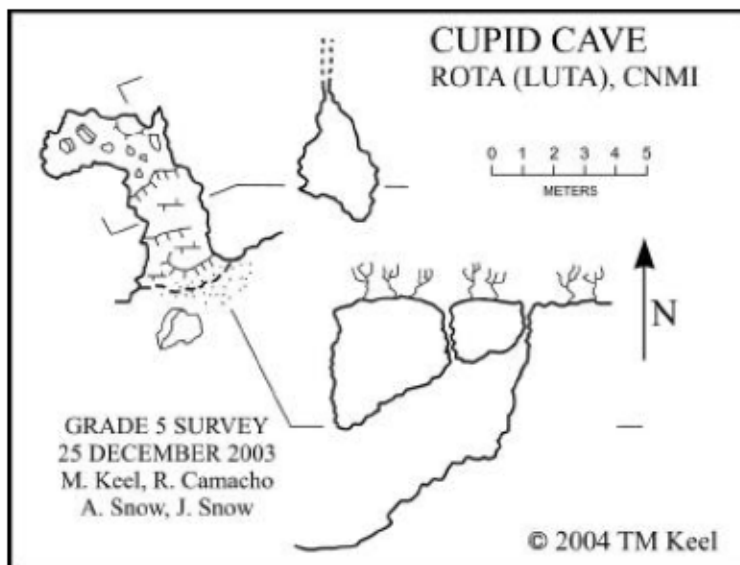 CUPID CAVE
ROTA (LUTA), CNMI
0 1 2 3 4 5
METERS
N
GRADE 5 SURVEY
25 DECEMBER 2003
M. Keel, R. Camacho
A. Snow, J. Snow
© 2004 TM Keel